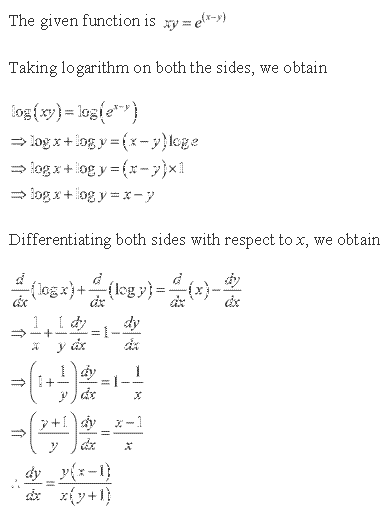 The given function is xy = e^(x−y)
Taking logarithm on both the sides, we obtain
log(xy) = log(e^(x−y))
⇒ log x + log y = (x − y) log e
⇒ log x + log y = (x − y) × 1
⇒ log x + log y = x − y
Differentiating both sides with respect to x, we obtain
d/dx (log x) + d/dx (log y) = d/dx (x) − dy/dx
⇒ 1/x + 1/y dy/dx = 1 − dy/dx
⇒ (1 + 1/y) dy/dx = 1 − 1/x
⇒ ((y + 1)/y) dy/dx = (x − 1)/x
∴ dy/dx = y(x − 1)/x(y + 1)